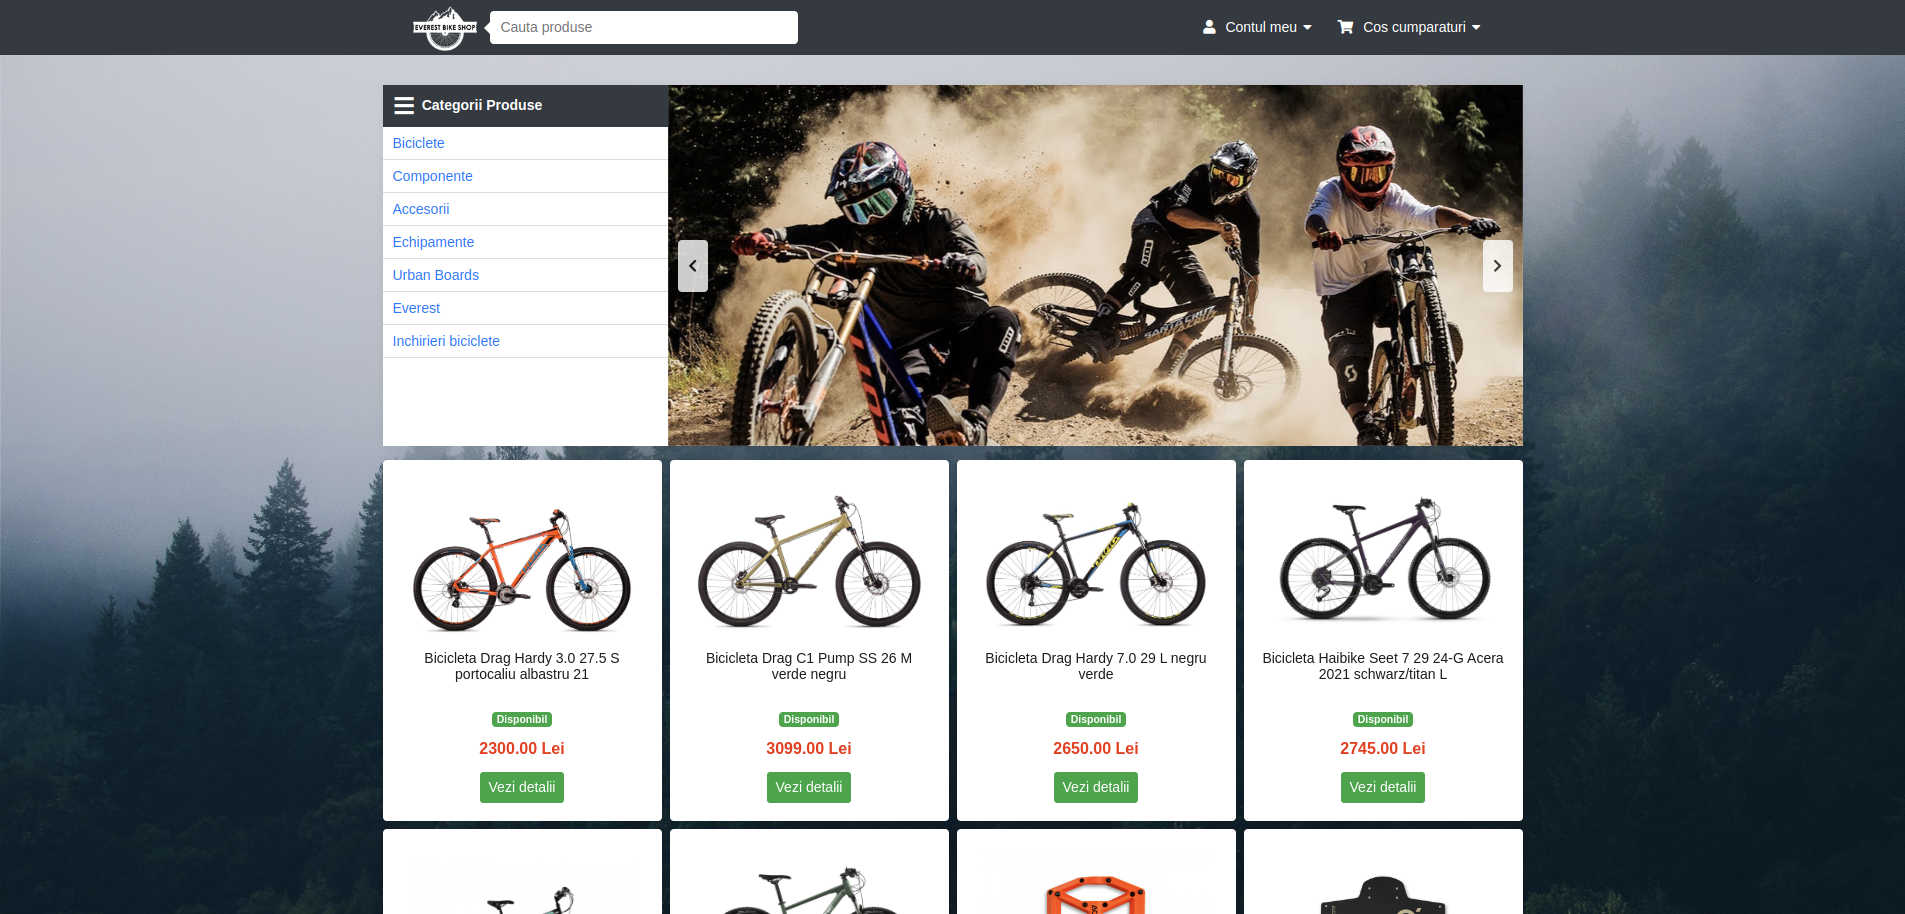 EVEREST BIKE SHOP
Cauta produse
Contul meu
Cos cumparaturi
Categorii Produse
Biciclete
Componente
Accesorii
Echipamente
Urban Boards
Everest
Inchirieri biciclete
SANTA CRUZ
Bicicleta Drag Hardy 3.0 27.5 S
portocaliu albastru 21
Disponibil
2300.00 Lei
Vezi detalii
Bicicleta Drag C1 Pump SS 26 M
verde negru
Disponibil
3099.00 Lei
Vezi detalii
Bicicleta Drag Hardy 7.0 29 L negru
verde
Disponibil
2650.00 Lei
Vezi detalii
Bicicleta Haibike Seet 7 29 24-G Acera
2021 schwarz/titan L
Disponibil
2745.00 Lei
Vezi detalii